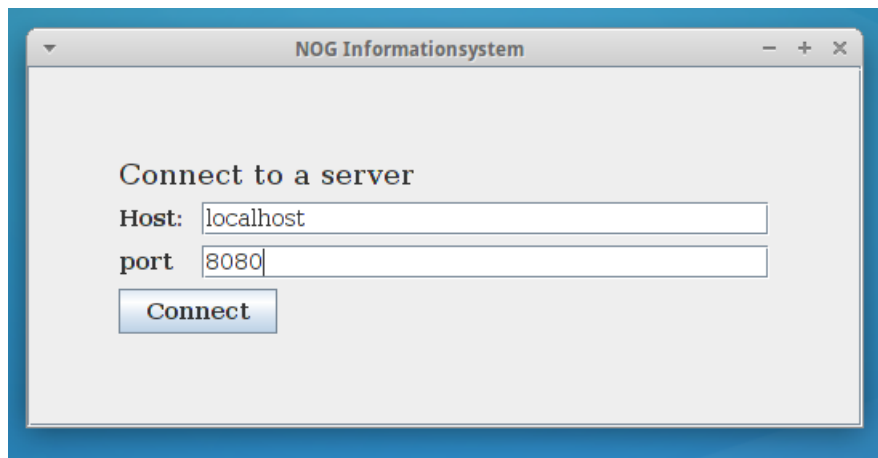 NOG Informationsystem
Connect to a server
Host: localhost
port 8080
Connect